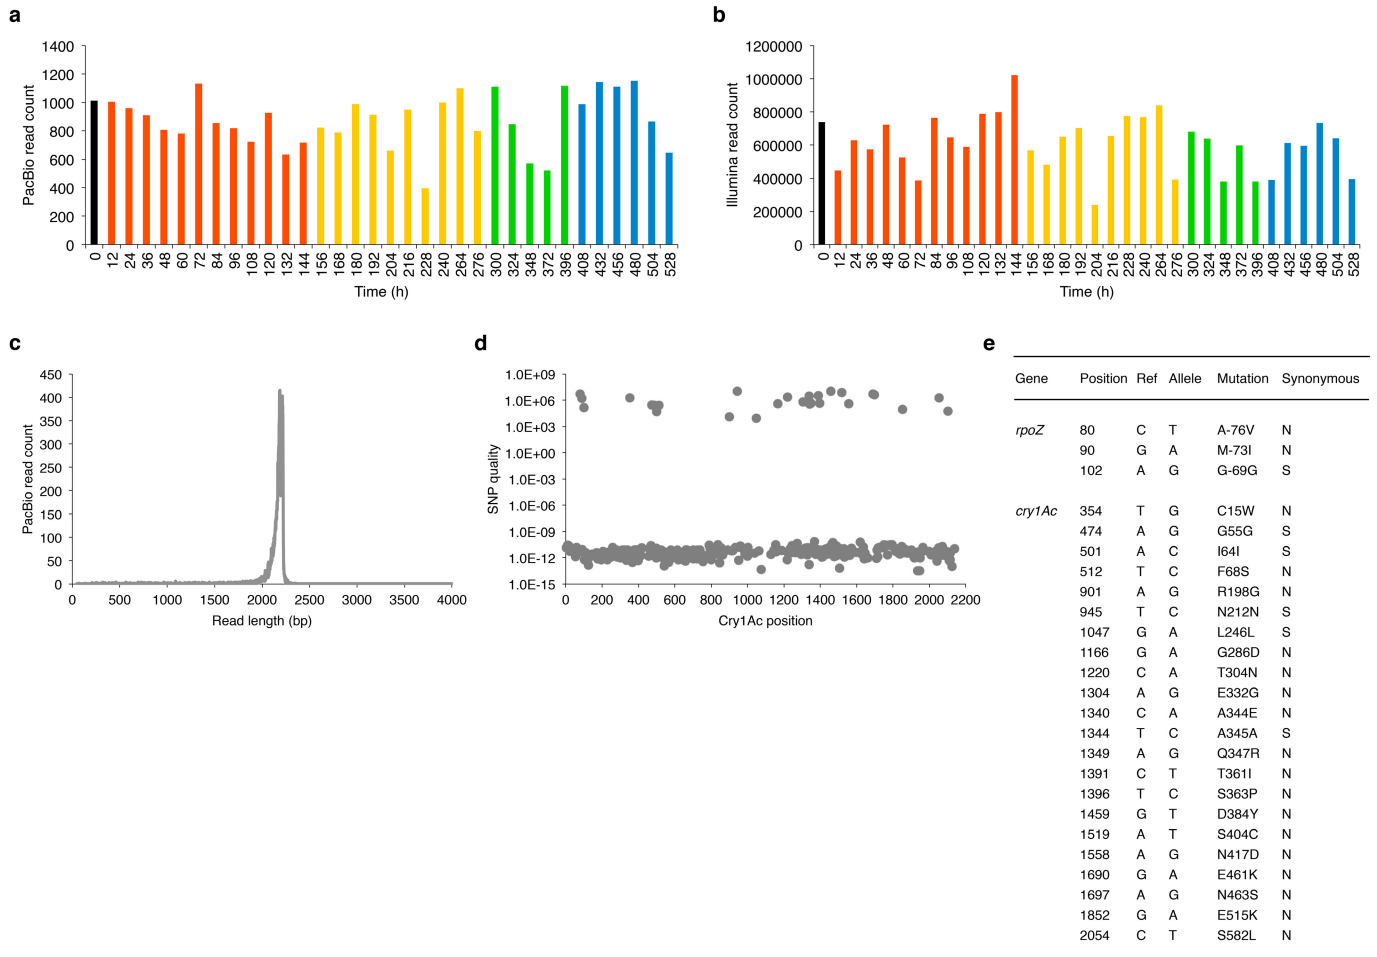 a
PacBio read count
1400
1200
1000
800
600
400
200
0
0 12 24 36 48 60 72 84 96 108 120 132 144 156 168 180 192 204 216 228 240 264 276 300 324 348 372 396 408 432 456 480 504 528
Time (h)
b
Illumina read count
1200000
1000000
800000
600000
400000
200000
0
0 12 24 36 48 60 72 84 96 108 120 132 144 156 168 180 192 204 216 228 240 264 276 300 324 348 372 396 408 432 456 480 504 528
Time (h)
c
PacBio read count
450
400
350
300
250
200
150
100
50
0
0 500 1000 1500 2000 2500 3000 3500 4000
Read length (bp)
d
SNP quality
1.0E+09
1.0E+06
1.0E+03
1.0E+00
1.0E-03
1.0E-06
1.0E-09
1.0E-12
1.0E-15
0 200 400 600 800 1000 1200 1400 1600 1800 2000 2200
Cry1Ac position
e
Gene Position Ref Allele Mutation Synonymous
rpoZ 80 C T A-76V N
90 G A M-73I N
102 A G G-69G S
cry1Ac 354 T G C15W N
474 A G G55G S
501 A C I64I S
512 T C F68S N
901 A G R198G N
945 T C N212N S
1047 G A L246L S
1166 G A G286D N
1220 C A T304N N
1304 A G E332G N
1340 C A A344E N
1344 T C A345A S
1349 A G Q347R N
1391 C T T361I N
1396 T C S363P N
1459 G T D384Y N
1519 A T S404C N
1558 A G N417D N
1690 G A E461K N
1697 A G N463S N
1852 G A E515K N
2054 C T S582L N